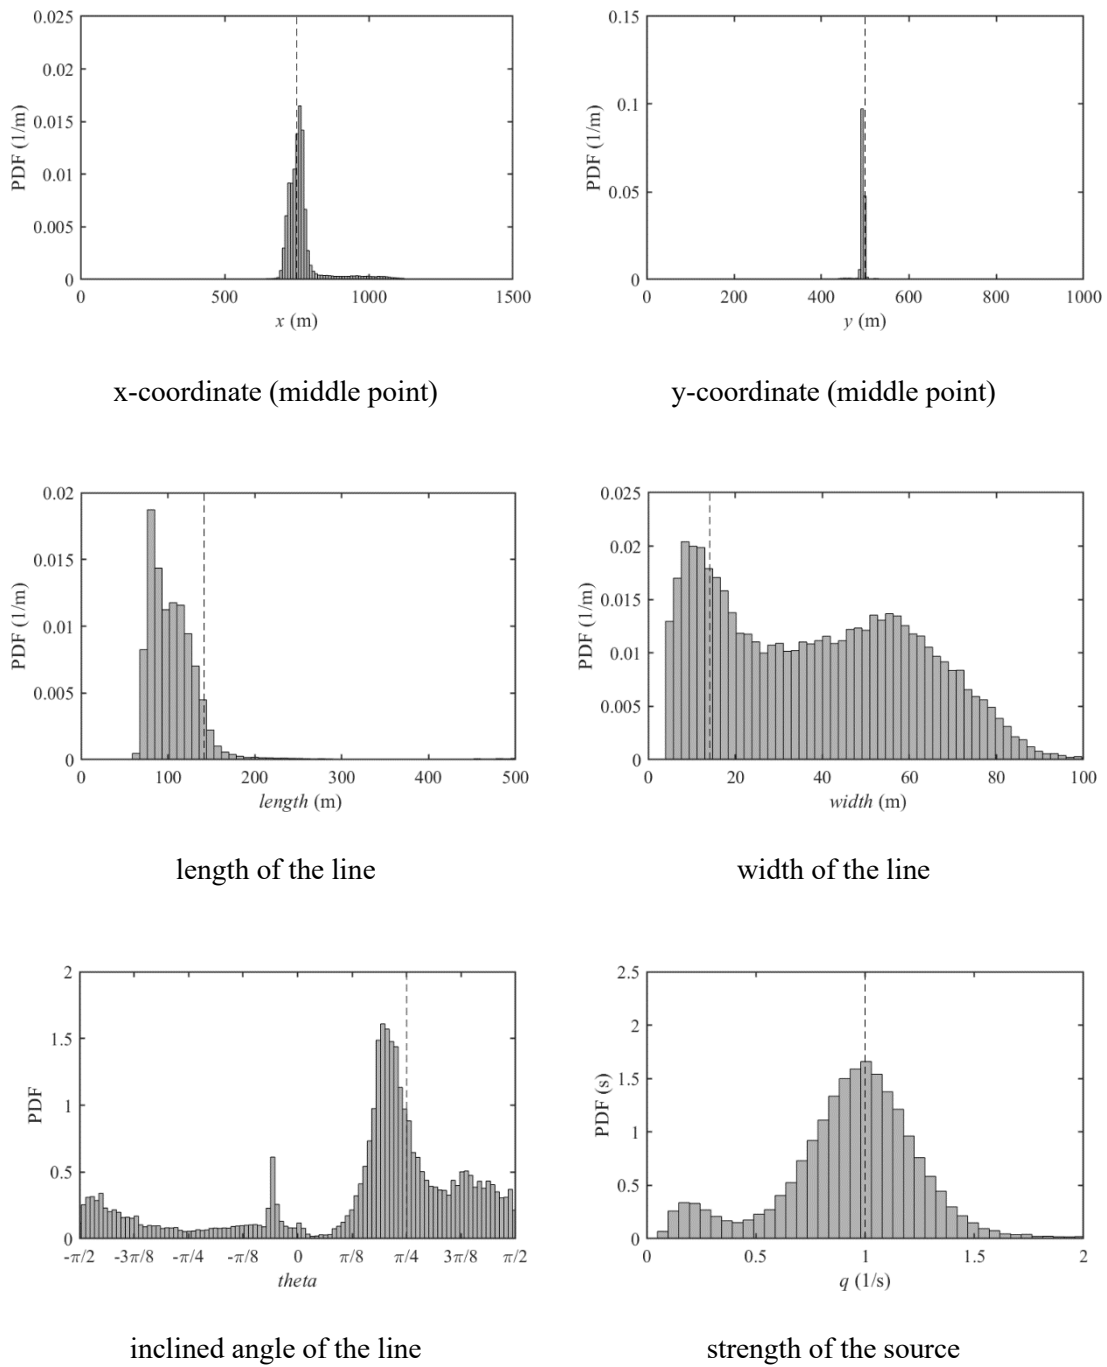 0.025
0.02
0.015
0.01
0.005
0
PDF (1/m)
0 500 1000 1500
x (m)
x-coordinate (middle point)
0.15
0.1
0.05
0
PDF (1/m)
0 200 400 600 800 1000
y (m)
y-coordinate (middle point)
0.02
0.015
0.01
0.005
0
PDF (1/m)
0 100 200 300 400 500
length (m)
length of the line
0.025
0.02
0.015
0.01
0.005
0
PDF (1/m)
0 20 40 60 80 100
width (m)
width of the line
2
1.5
1
0.5
0
PDF
-π/2 -3π/8 -π/4 -π/8 0 π/8 π/4 3π/8 π/2
theta
inclined angle of the line
2.5
2
1.5
1
0.5
0
PDF (s)
0 0.5 1 1.5 2
q (1/s)
strength of the source